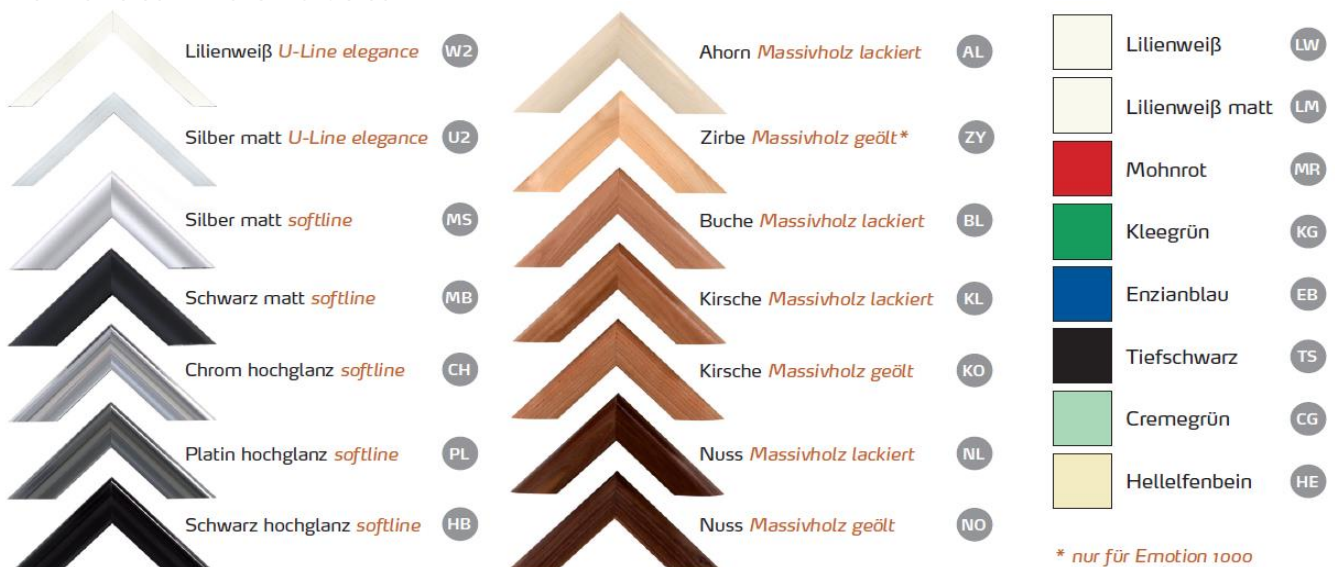 Lilienweiß U-Line elegance W2
Silber matt U-Line elegance U2
Silber matt softline MS
Schwarz matt softline MB
Chrom hochglanz softline CH
Platin hochglanz softline PL
Schwarz hochglanz softline HB
Ahorn Massivholz lackiert AL
Zirbe Massivholz geölt* ZY
Buche Massivholz lackiert BL
Kirsche Massivholz lackiert KL
Kirsche Massivholz geölt KO
Nuss Massivholz lackiert NL
Nuss Massivholz geölt NO
Lilienweiß LW
Lilienweiß matt LM
Mohnrot MR
Kleegrün KG
Enzianblau EB
Tiefschwarz TS
Cremegrün CG
Hellelfenbein HE
* nur für Emotion 1000